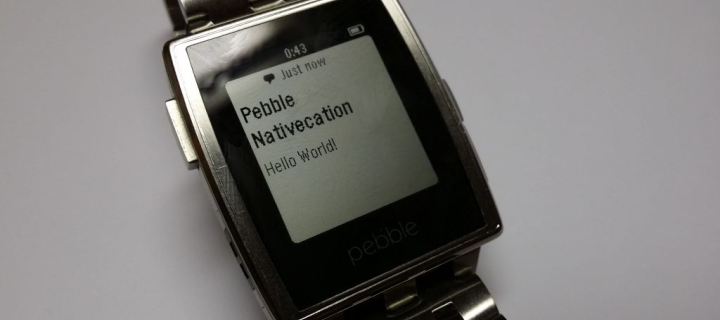 0:43
Just now
Pebble
Nativecation
Hello World!
pebble